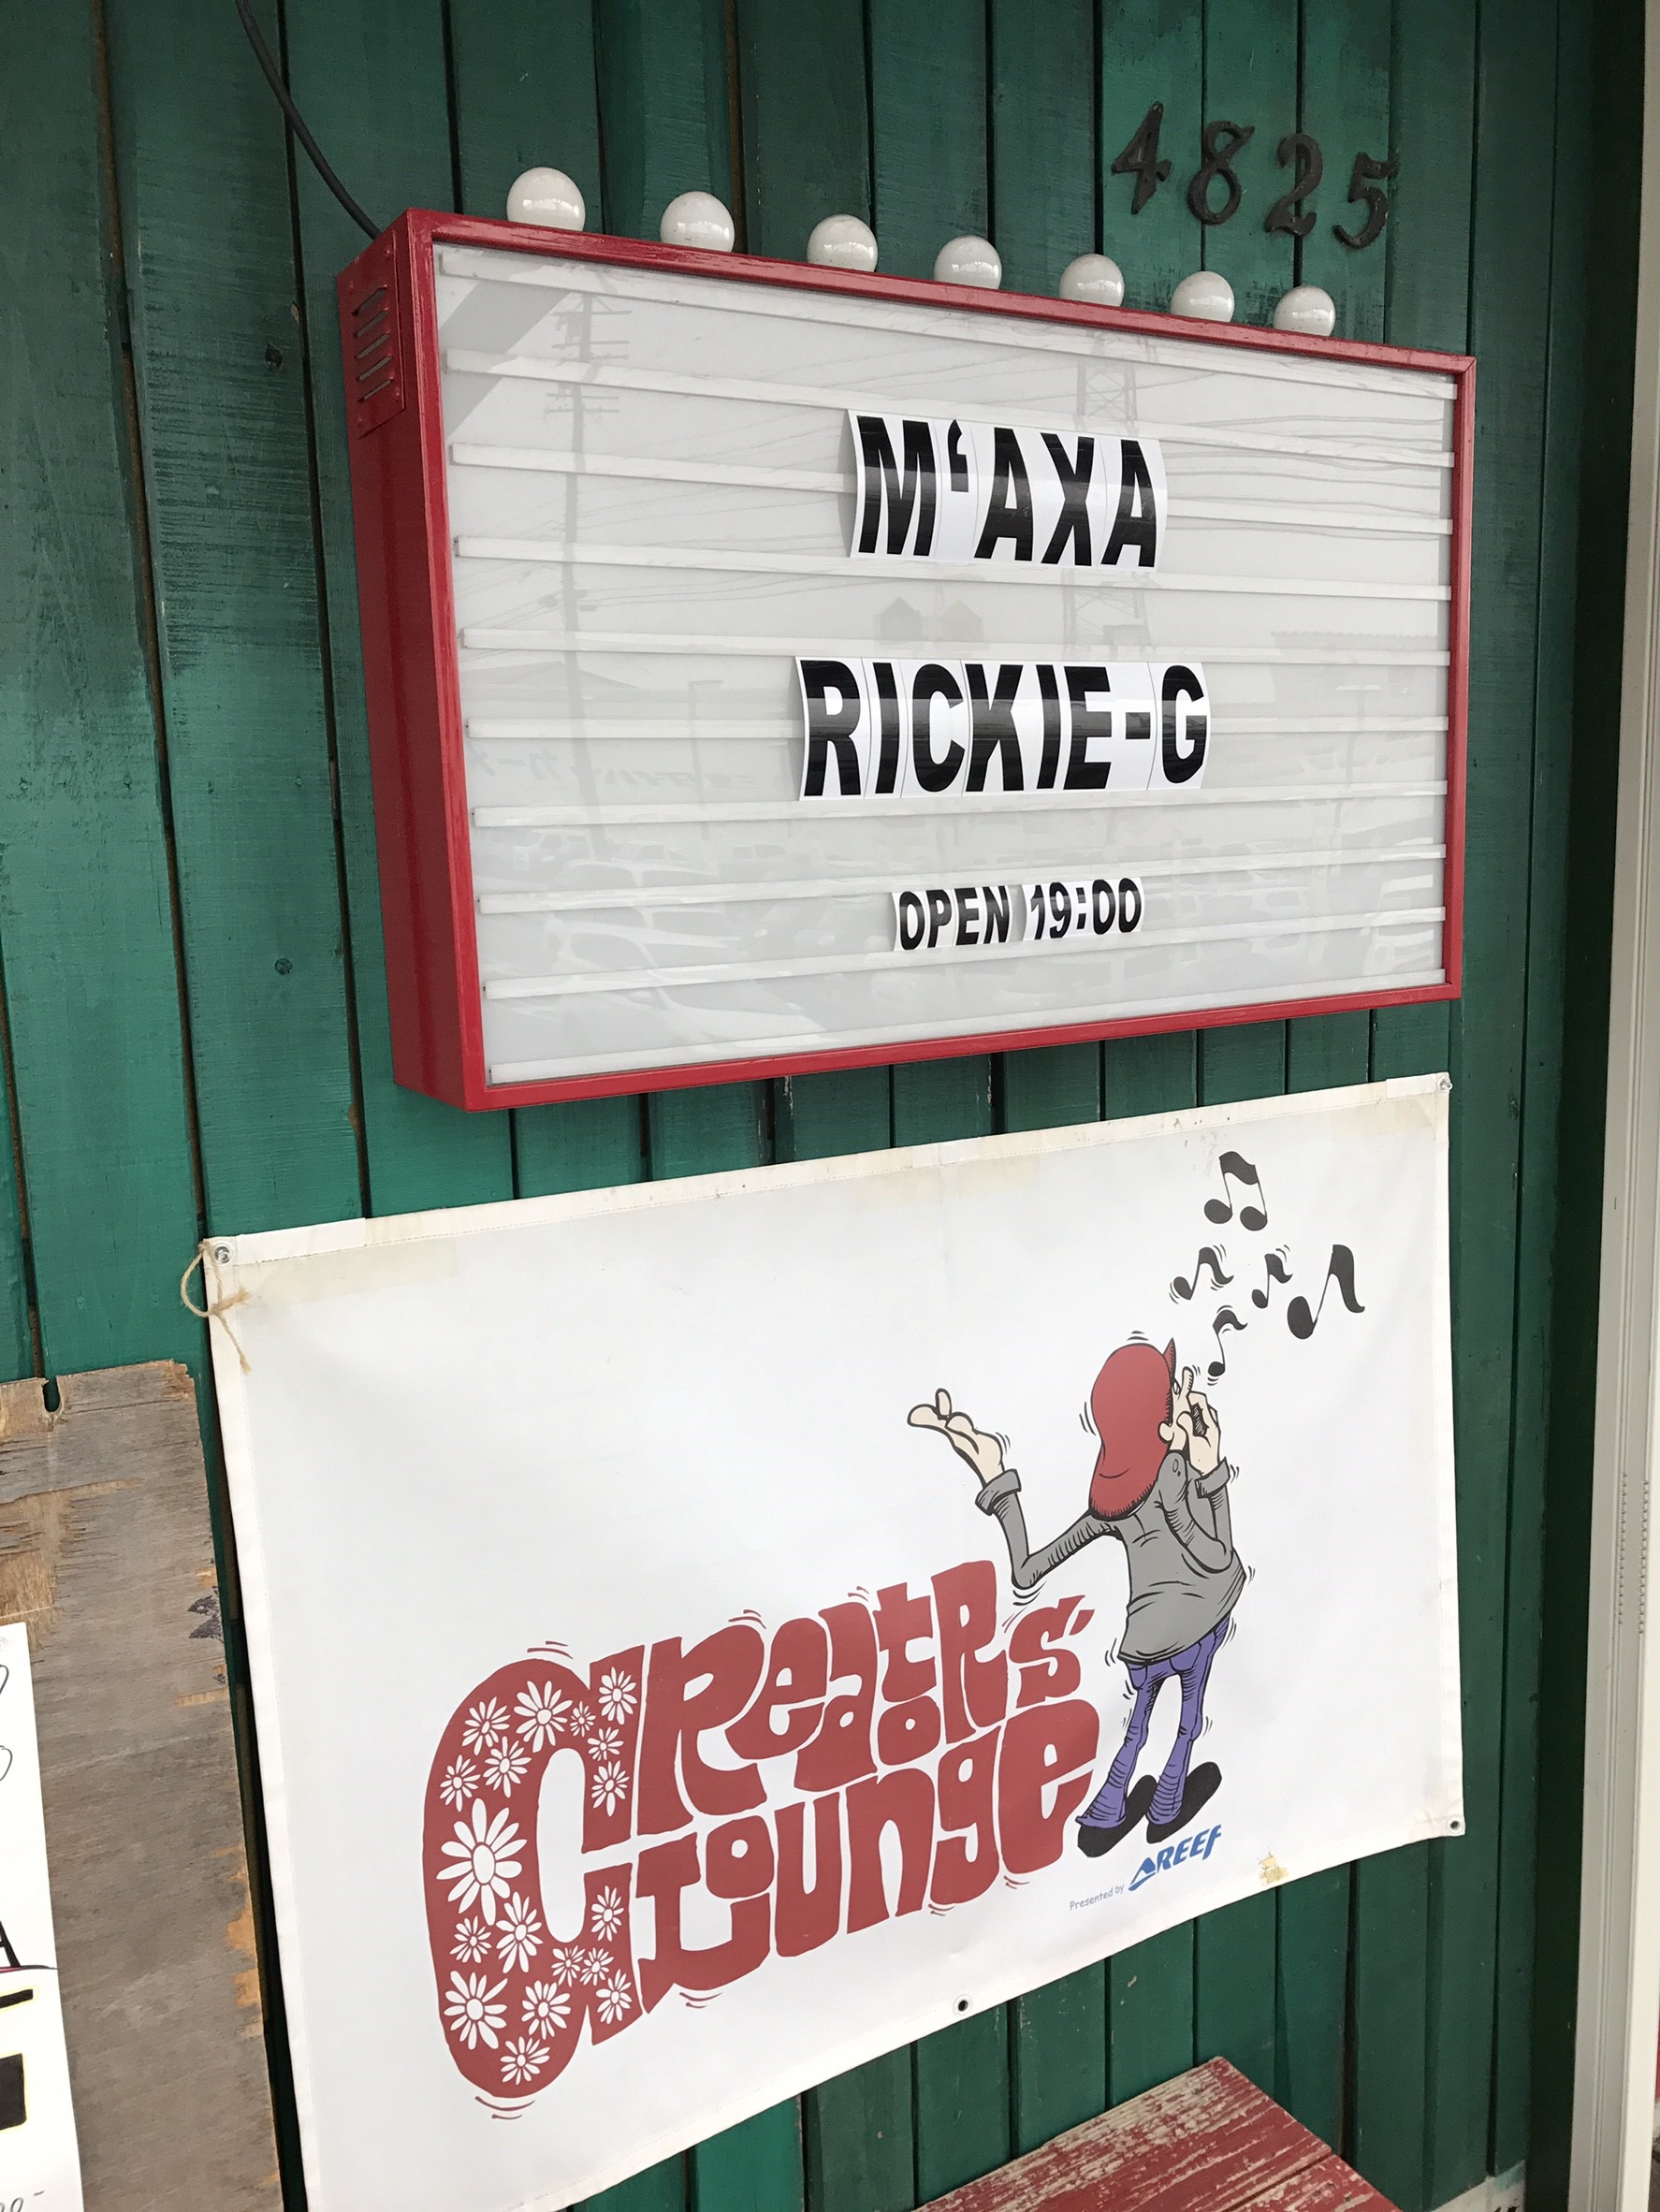 4825
M‘AXA
RICKIE-G
OPEN 19:00
CREATORS'
LOUNGE
Presented by REEF